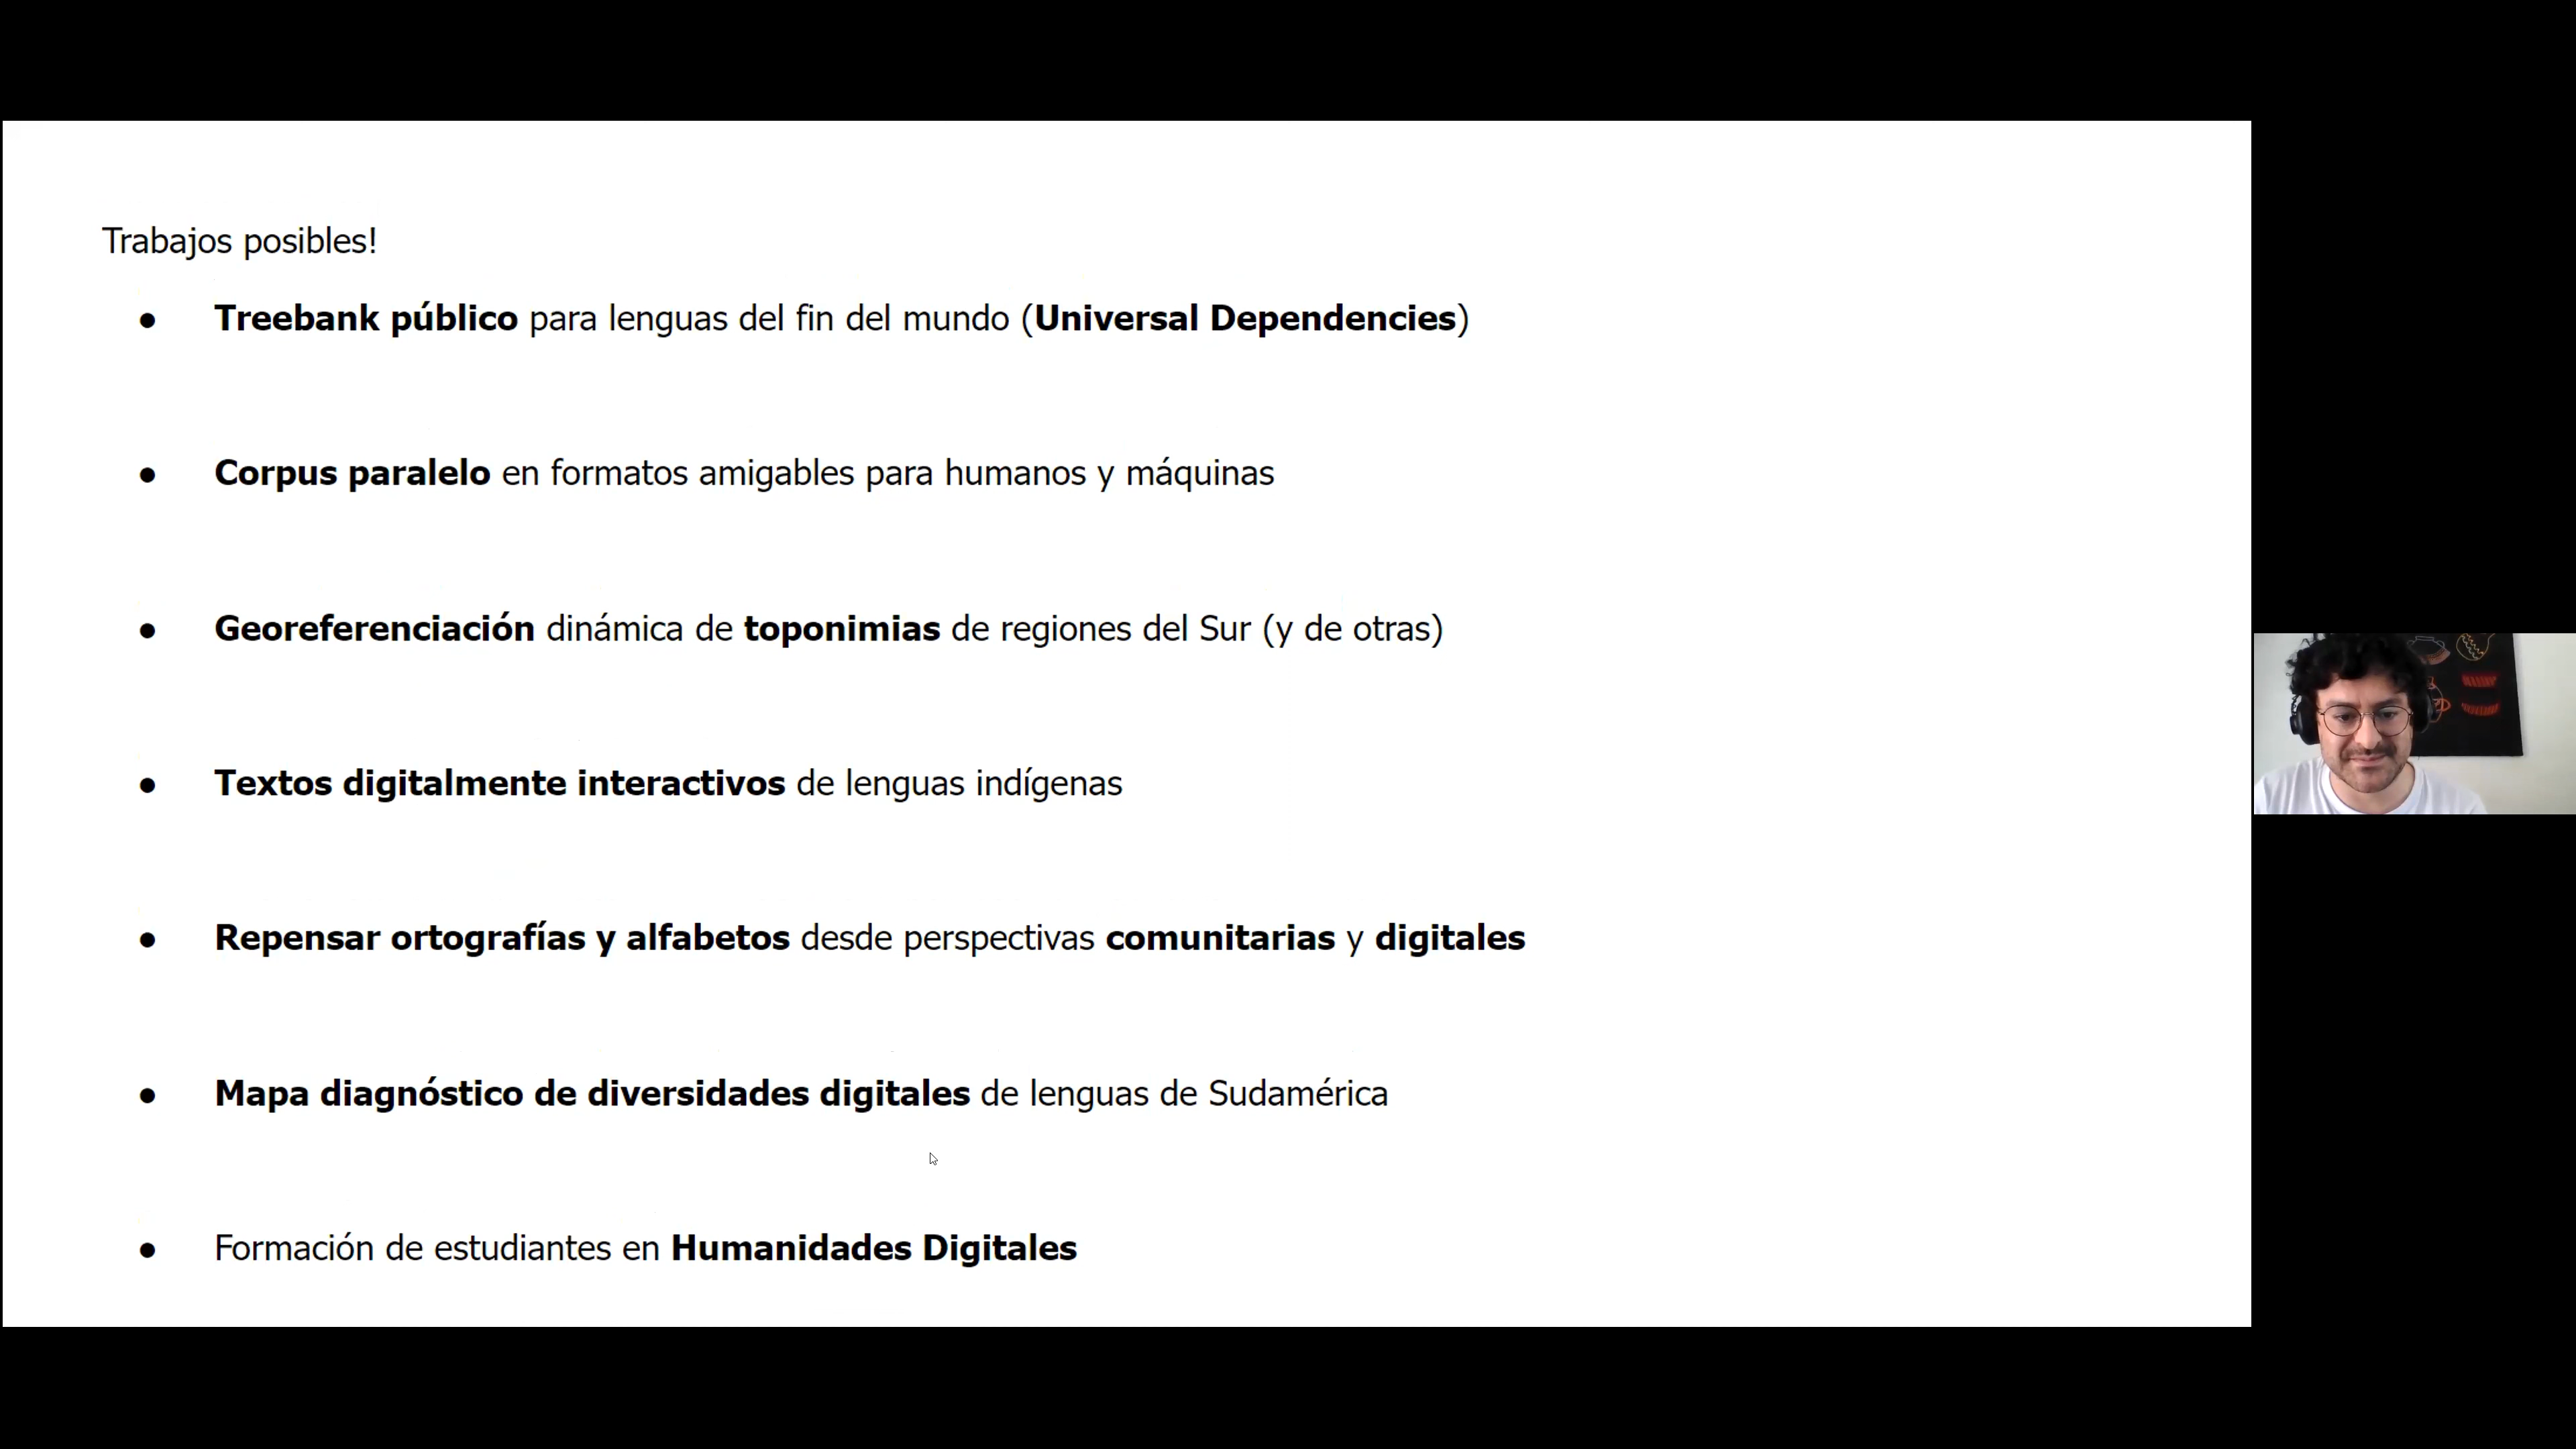 Trabajos posibles!
● Treebank público para lenguas del fin del mundo (Universal Dependencies)
● Corpus paralelo en formatos amigables para humanos y máquinas
● Georeferenciación dinámica de toponimias de regiones del Sur (y de otras)
● Textos digitalmente interactivos de lenguas indígenas
● Repensar ortografías y alfabetos desde perspectivas comunitarias y digitales
● Mapa diagnóstico de diversidades digitales de lenguas de Sudamérica
● Formación de estudiantes en Humanidades Digitales